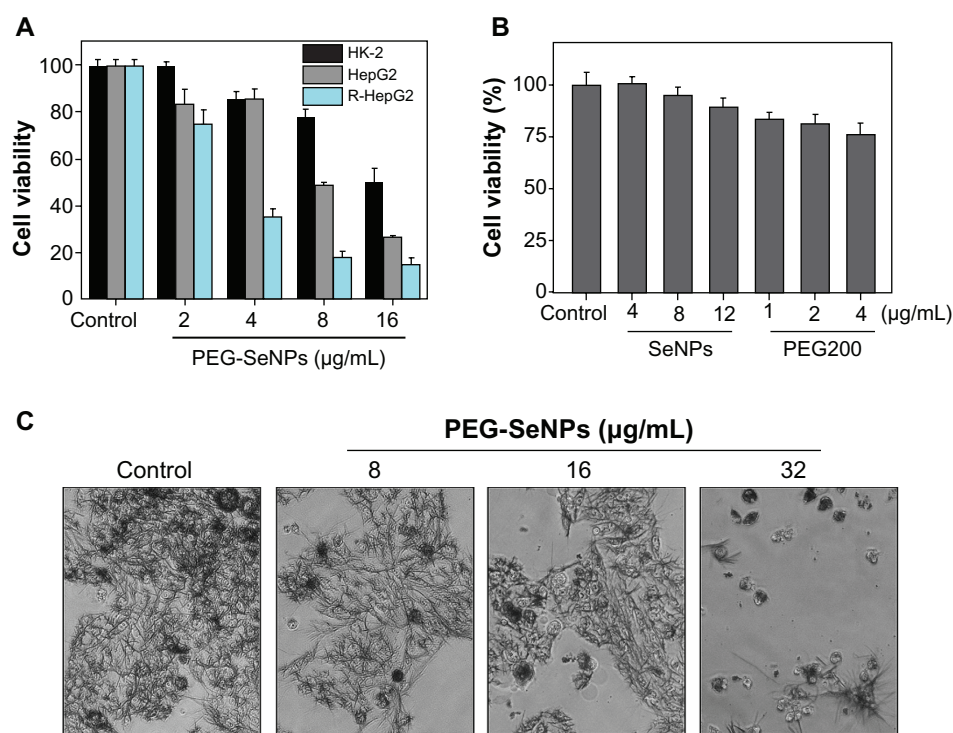 A
Cell viability
100
80
60
40
20
0
HK-2
HepG2
R-HepG2
Control 2 4 8 16
PEG-SeNPs (µg/mL)
B
Cell viability (%)
100
75
50
25
0
Control 4 8 12 1 2 4 (µg/mL)
SeNPs PEG200
C
PEG-SeNPs (µg/mL)
Control 8 16 32